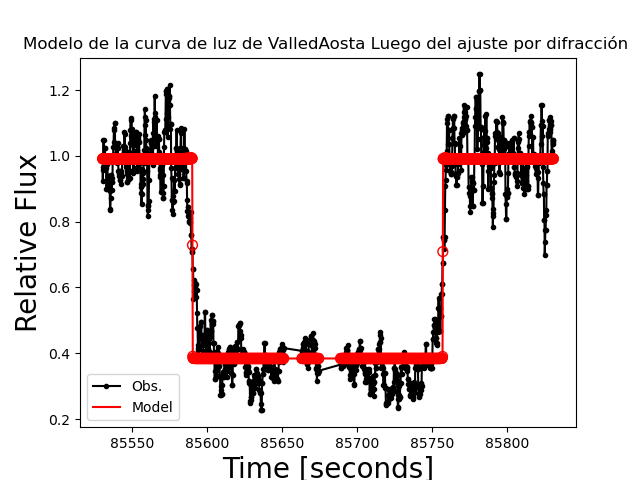 Modelo de la curva de luz de ValledAosta Luego del ajuste por difracción
Relative Flux
1.2
1.0
0.8
0.6
0.4
0.2
Obs.
Model
85550 85600 85650 85700 85750 85800
Time [seconds]